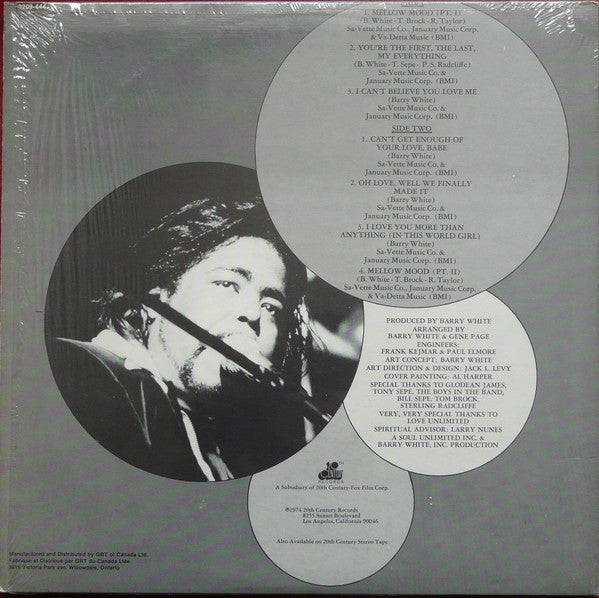 9209-444
1. MELLOW MOOD (PT. I)
(B. White - T. Brock - R. Taylor)
Sa-Vette Music Co., January Music Corp.
& Va-Detta Music (BMI)
2. YOU'RE THE FIRST, THE LAST,
MY EVERYTHING
(B. White - T. Sepe - P. S. Radcliffe)
Sa-Vette Music Co. &
January Music Corp. (BMI)
3. I CAN'T BELIEVE YOU LOVE ME
(Barry White)
Sa-Vette Music Co. &
January Music Corp. (BMI)
SIDE TWO
1. CAN'T GET ENOUGH OF
YOUR LOVE, BABE
(Barry White)
Sa-Vette Music Co. &
January Music Corp. (BMI)
2. OH LOVE, WELL WE FINALLY
MADE IT
(Barry White)
Sa-Vette Music Co. &
January Music Corp. (BMI)
3. I LOVE YOU MORE THAN
ANYTHING (IN THIS WORLD GIRL)
(Barry White)
Sa-Vette Music Co. &
January Music Corp. (BMI)
4. MELLOW MOOD (PT. II)
(B. White - T. Brock - R. Taylor)
Sa-Vette Music Co., January Music Corp.
& Va-Detta Music (BMI)
PRODUCED BY BARRY WHITE
ARRANGED BY
BARRY WHITE & GENE PAGE
ENGINEERS:
FRANK KEJMAR & PAUL ELMORE
ART CONCEPT: BARRY WHITE
ART DIRECTION & DESIGN: JACK L. LEVY
COVER PAINTING: AL HARPER
SPECIAL THANKS TO GLODEAN JAMES,
TONY SEPE, THE BOYS IN THE BAND,
BILL SEPE, TOM BROCK,
STERLING RADCLIFFE
VERY, VERY SPECIAL THANKS TO
LOVE UNLIMITED
SPIRITUAL ADVISOR: LARRY NUNES
A SOUL UNLIMITED INC. &
BARRY WHITE, INC. PRODUCTION
20TH
CENTURY
RECORDS
A Subsidiary of 20th Century-Fox Film Corp.
℗1974 20th Century Records
8255 Sunset Boulevard
Los Angeles, California 90046
Also Available on 20th Century Stereo Tape
Manufactured and Distributed by GRT of Canada Ltd.
Fabriqué et Distribué par GRT du Canada Ltée.
3816 Victoria Park ave. Willowdale, Ontario